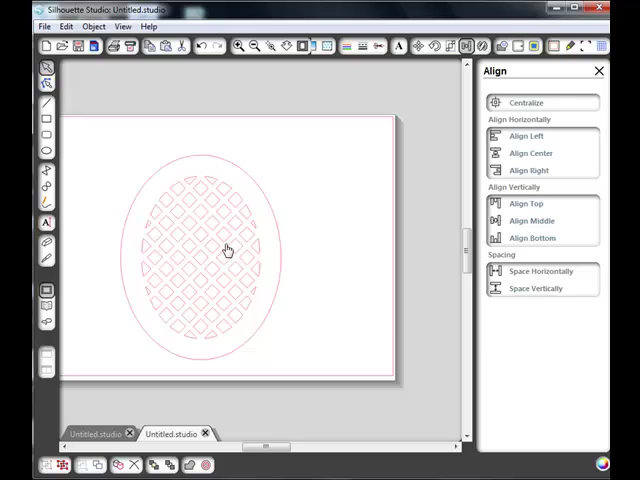 Silhouette Studio: Untitled.studio
File Edit Object View Help
A
Align
Centralize
Align Horizontally
Align Left
Align Center
Align Right
Align Vertically
Align Top
Align Middle
Align Bottom
Spacing
Space Horizontally
Space Vertically
A
Untitled.studio Untitled.studio